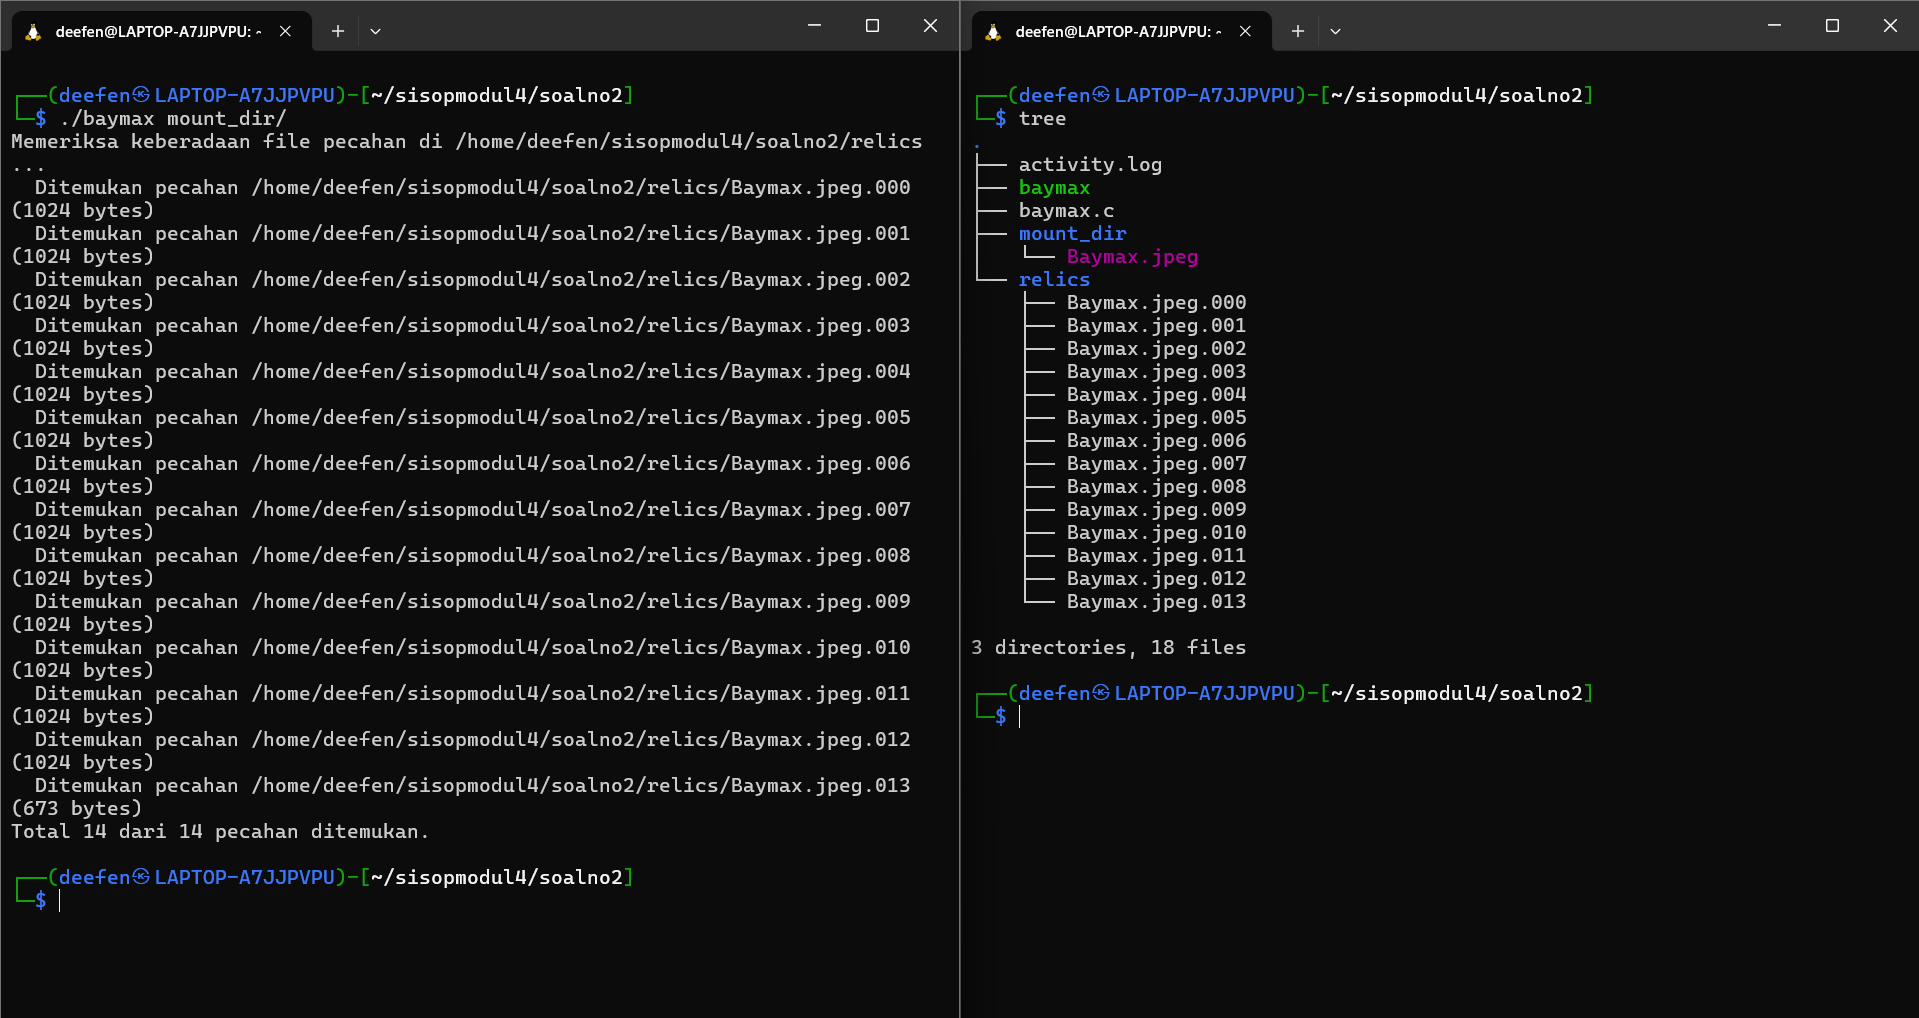 deefen@LAPTOP-A7JJPVPU: ~
┌──(deefen㉿LAPTOP-A7JJPVPU)-[~/sisopmodul4/soalno2]
└─$ ./baymax mount_dir/
Memeriksa keberadaan file pecahan di /home/deefen/sisopmodul4/soalno2/relics
...
  Ditemukan pecahan /home/deefen/sisopmodul4/soalno2/relics/Baymax.jpeg.000
(1024 bytes)
  Ditemukan pecahan /home/deefen/sisopmodul4/soalno2/relics/Baymax.jpeg.001
(1024 bytes)
  Ditemukan pecahan /home/deefen/sisopmodul4/soalno2/relics/Baymax.jpeg.002
(1024 bytes)
  Ditemukan pecahan /home/deefen/sisopmodul4/soalno2/relics/Baymax.jpeg.003
(1024 bytes)
  Ditemukan pecahan /home/deefen/sisopmodul4/soalno2/relics/Baymax.jpeg.004
(1024 bytes)
  Ditemukan pecahan /home/deefen/sisopmodul4/soalno2/relics/Baymax.jpeg.005
(1024 bytes)
  Ditemukan pecahan /home/deefen/sisopmodul4/soalno2/relics/Baymax.jpeg.006
(1024 bytes)
  Ditemukan pecahan /home/deefen/sisopmodul4/soalno2/relics/Baymax.jpeg.007
(1024 bytes)
  Ditemukan pecahan /home/deefen/sisopmodul4/soalno2/relics/Baymax.jpeg.008
(1024 bytes)
  Ditemukan pecahan /home/deefen/sisopmodul4/soalno2/relics/Baymax.jpeg.009
(1024 bytes)
  Ditemukan pecahan /home/deefen/sisopmodul4/soalno2/relics/Baymax.jpeg.010
(1024 bytes)
  Ditemukan pecahan /home/deefen/sisopmodul4/soalno2/relics/Baymax.jpeg.011
(1024 bytes)
  Ditemukan pecahan /home/deefen/sisopmodul4/soalno2/relics/Baymax.jpeg.012
(1024 bytes)
  Ditemukan pecahan /home/deefen/sisopmodul4/soalno2/relics/Baymax.jpeg.013
(673 bytes)
Total 14 dari 14 pecahan ditemukan.
┌──(deefen㉿LAPTOP-A7JJPVPU)-[~/sisopmodul4/soalno2]
└─$
deefen@LAPTOP-A7JJPVPU: ~
┌──(deefen㉿LAPTOP-A7JJPVPU)-[~/sisopmodul4/soalno2]
└─$ tree
.
├── activity.log
├── baymax
├── baymax.c
├── mount_dir
│   └── Baymax.jpeg
└── relics
    ├── Baymax.jpeg.000
    ├── Baymax.jpeg.001
    ├── Baymax.jpeg.002
    ├── Baymax.jpeg.003
    ├── Baymax.jpeg.004
    ├── Baymax.jpeg.005
    ├── Baymax.jpeg.006
    ├── Baymax.jpeg.007
    ├── Baymax.jpeg.008
    ├── Baymax.jpeg.009
    ├── Baymax.jpeg.010
    ├── Baymax.jpeg.011
    ├── Baymax.jpeg.012
    └── Baymax.jpeg.013
3 directories, 18 files
┌──(deefen㉿LAPTOP-A7JJPVPU)-[~/sisopmodul4/soalno2]
└─$